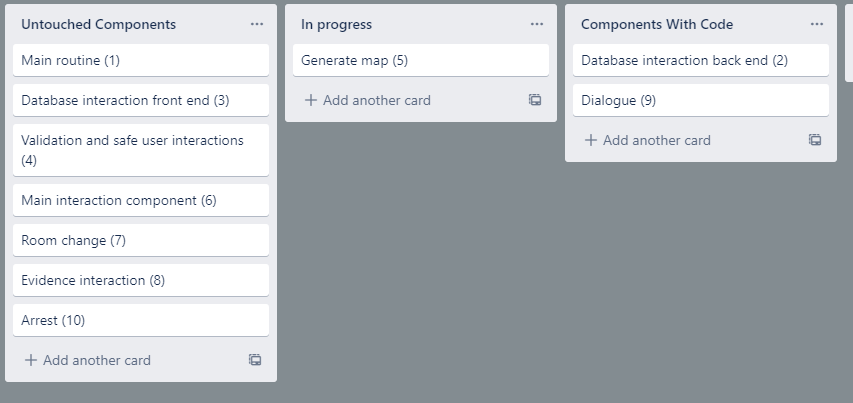 Untouched Components
Main routine (1)
Database interaction front end (3)
Validation and safe user interactions
(4)
Main interaction component (6)
Room change (7)
Evidence interaction (8)
Arrest (10)
+ Add another card
In progress
Generate map (5)
+ Add another card
Components With Code
Database interaction back end (2)
Dialogue (9)
+ Add another card